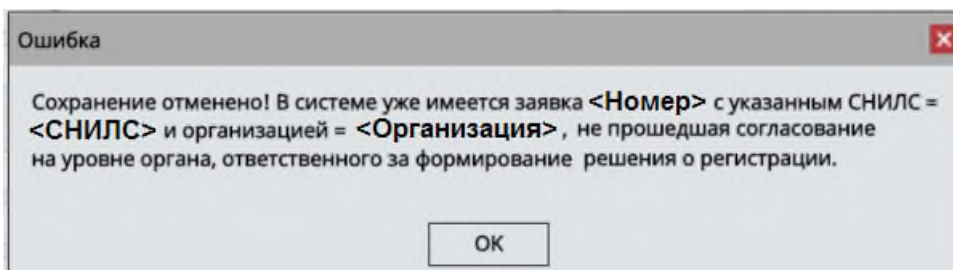 Ошибка
Сохранение отменено! В системе уже имеется заявка <Номер> с указанным СНИЛС =
<СНИЛС> и организацией = <Организация> , не прошедшая согласование
на уровне органа, ответственного за формирование решения о регистрации.
OK